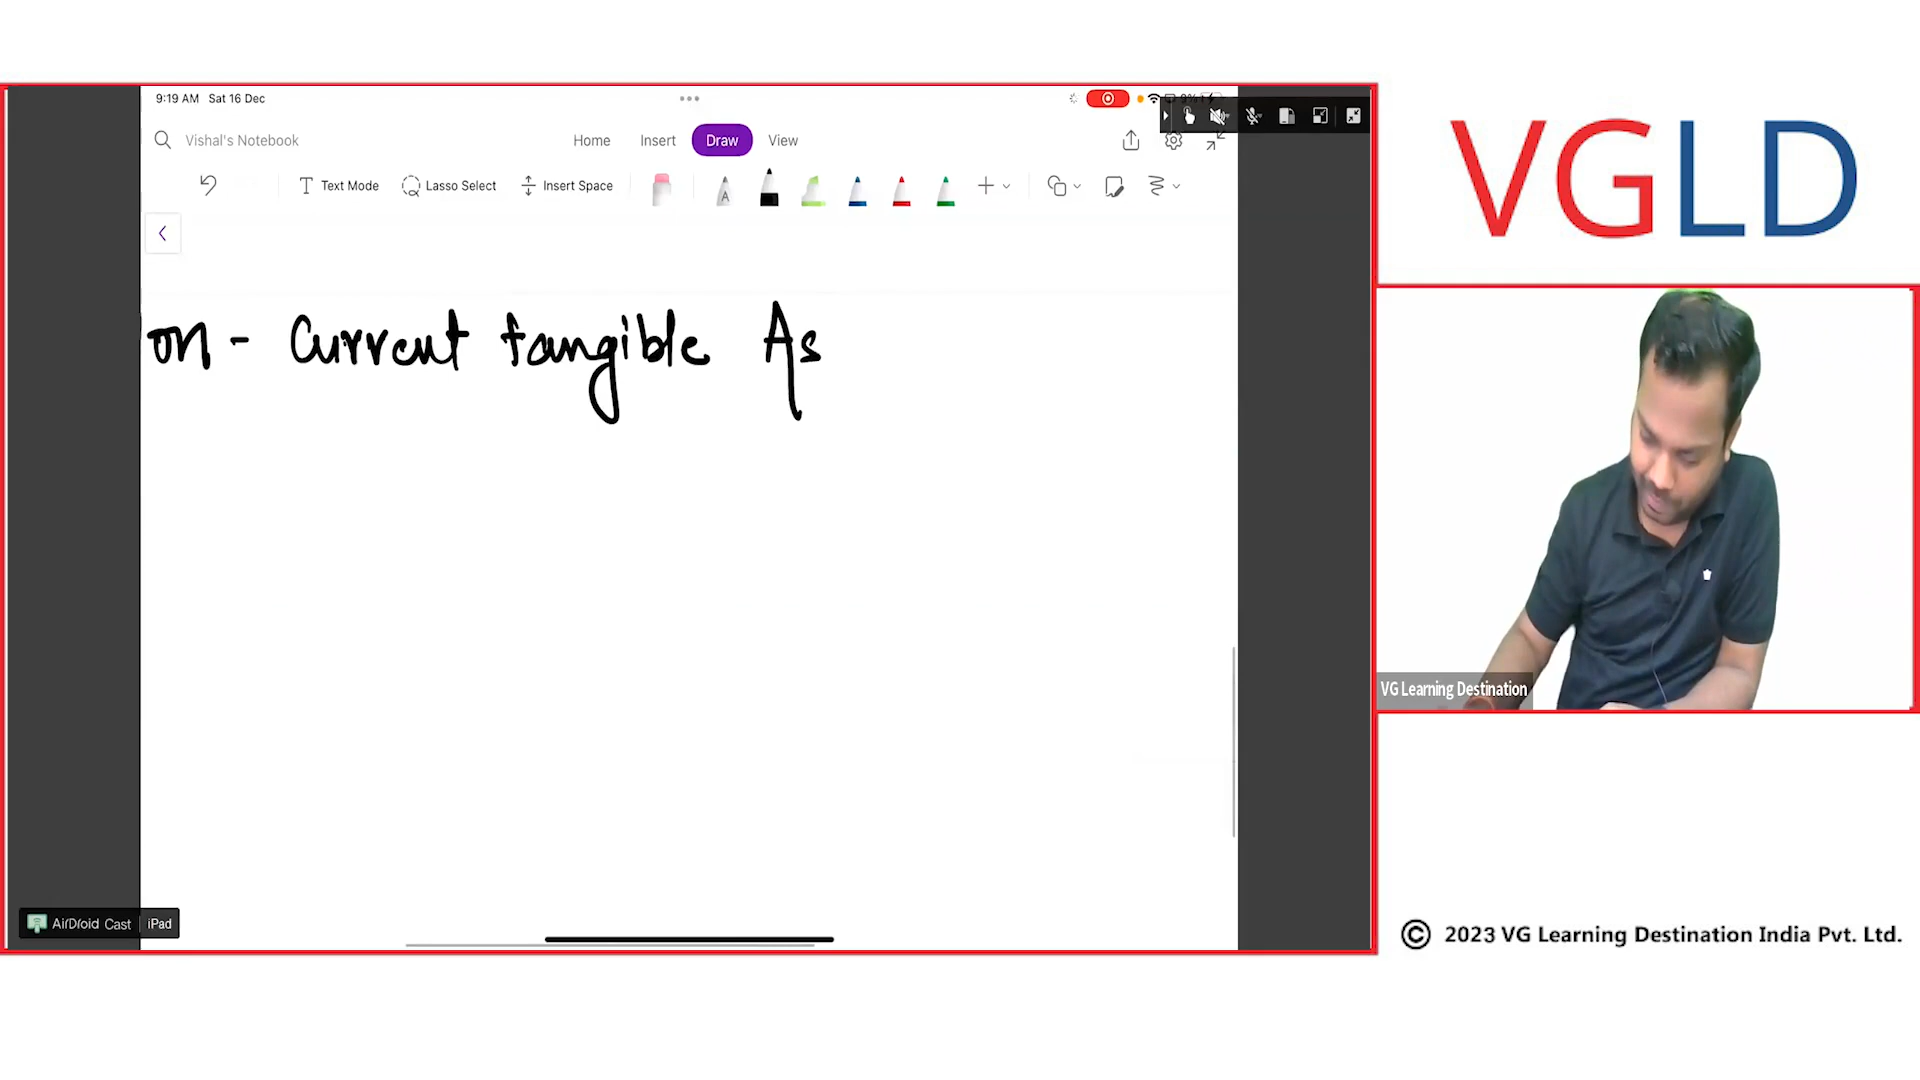 9:19 AM Sat 16 Dec
Vishal's Notebook
Home Insert Draw View
Text Mode Lasso Select Insert Space
on - Current tangible As
AirDroid Cast iPad
VGLD
VG Learning Destination
© 2023 VG Learning Destination India Pvt. Ltd.